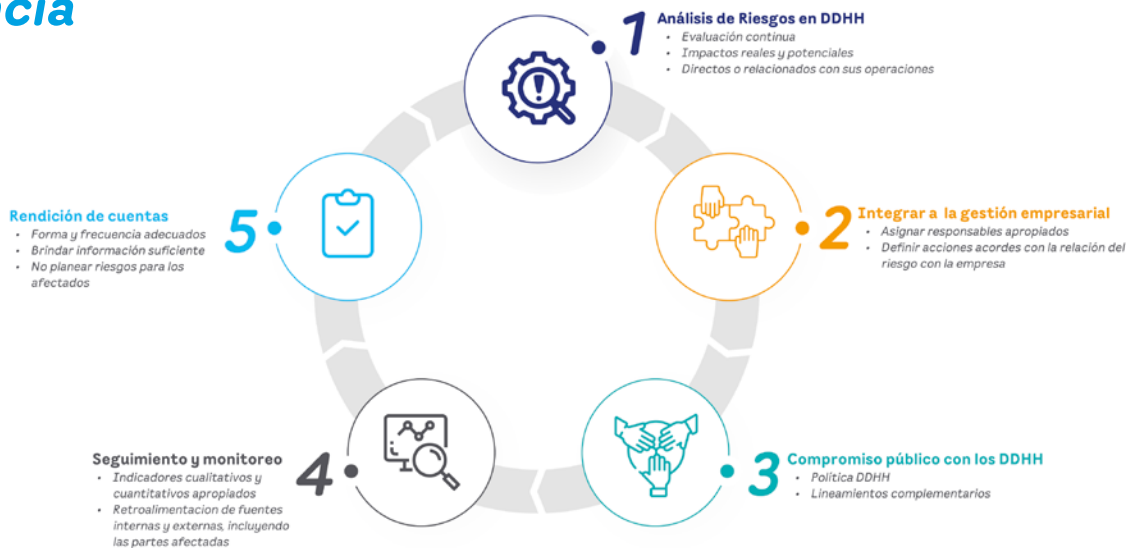 ncia
1
Análisis de Riesgos en DDHH
• Evaluación continua
• Impactos reales y potenciales
• Directos o relacionados con sus operaciones
2
Integrar a la gestión empresarial
• Asignar responsables apropiados
• Definir acciones acordes con la relación del
riesgo con la empresa
3
Compromiso público con los DDHH
• Política DDHH
• Lineamientos complementarios
4
Seguimiento y monitoreo
• Indicadores cualitativos y
cuantitativos apropiados
• Retroalimentacion de fuentes
internas y externas, incluyendo
las partes afectadas
5
Rendición de cuentas
• Forma y frecuencia adecuados
• Brindar información suficiente
• No planear riesgos para los
afectados